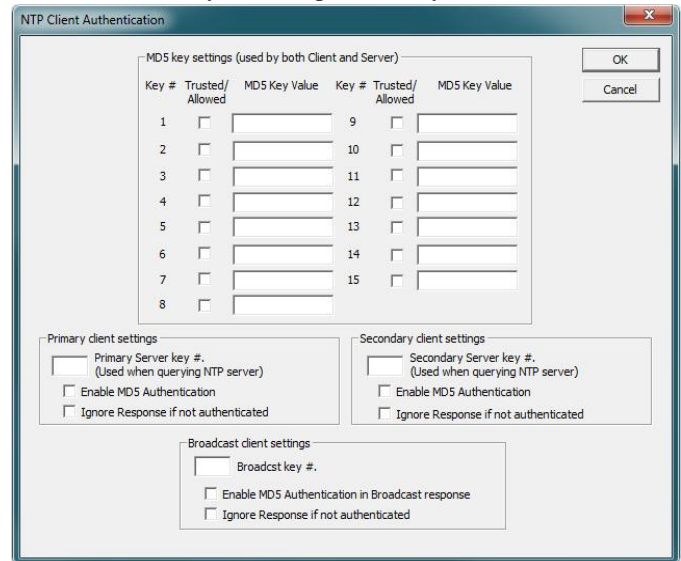 NTP Client Authentication
MD5 key settings (used by both Client and Server)
OK
Cancel
Key # Trusted/ Allowed MD5 Key Value Key # Trusted/ Allowed MD5 Key Value
1 9
2 10
3 11
4 12
5 13
6 14
7 15
8
Primary client settings
Primary Server key #.
(Used when querying NTP server)
Enable MD5 Authentication
Ignore Response if not authenticated
Secondary client settings
Secondary Server key #.
(Used when querying NTP server)
Enable MD5 Authentication
Ignore Response if not authenticated
Broadcast client settings
Broadcst key #.
Enable MD5 Authentication in Broadcast response
Ignore Response if not authenticated